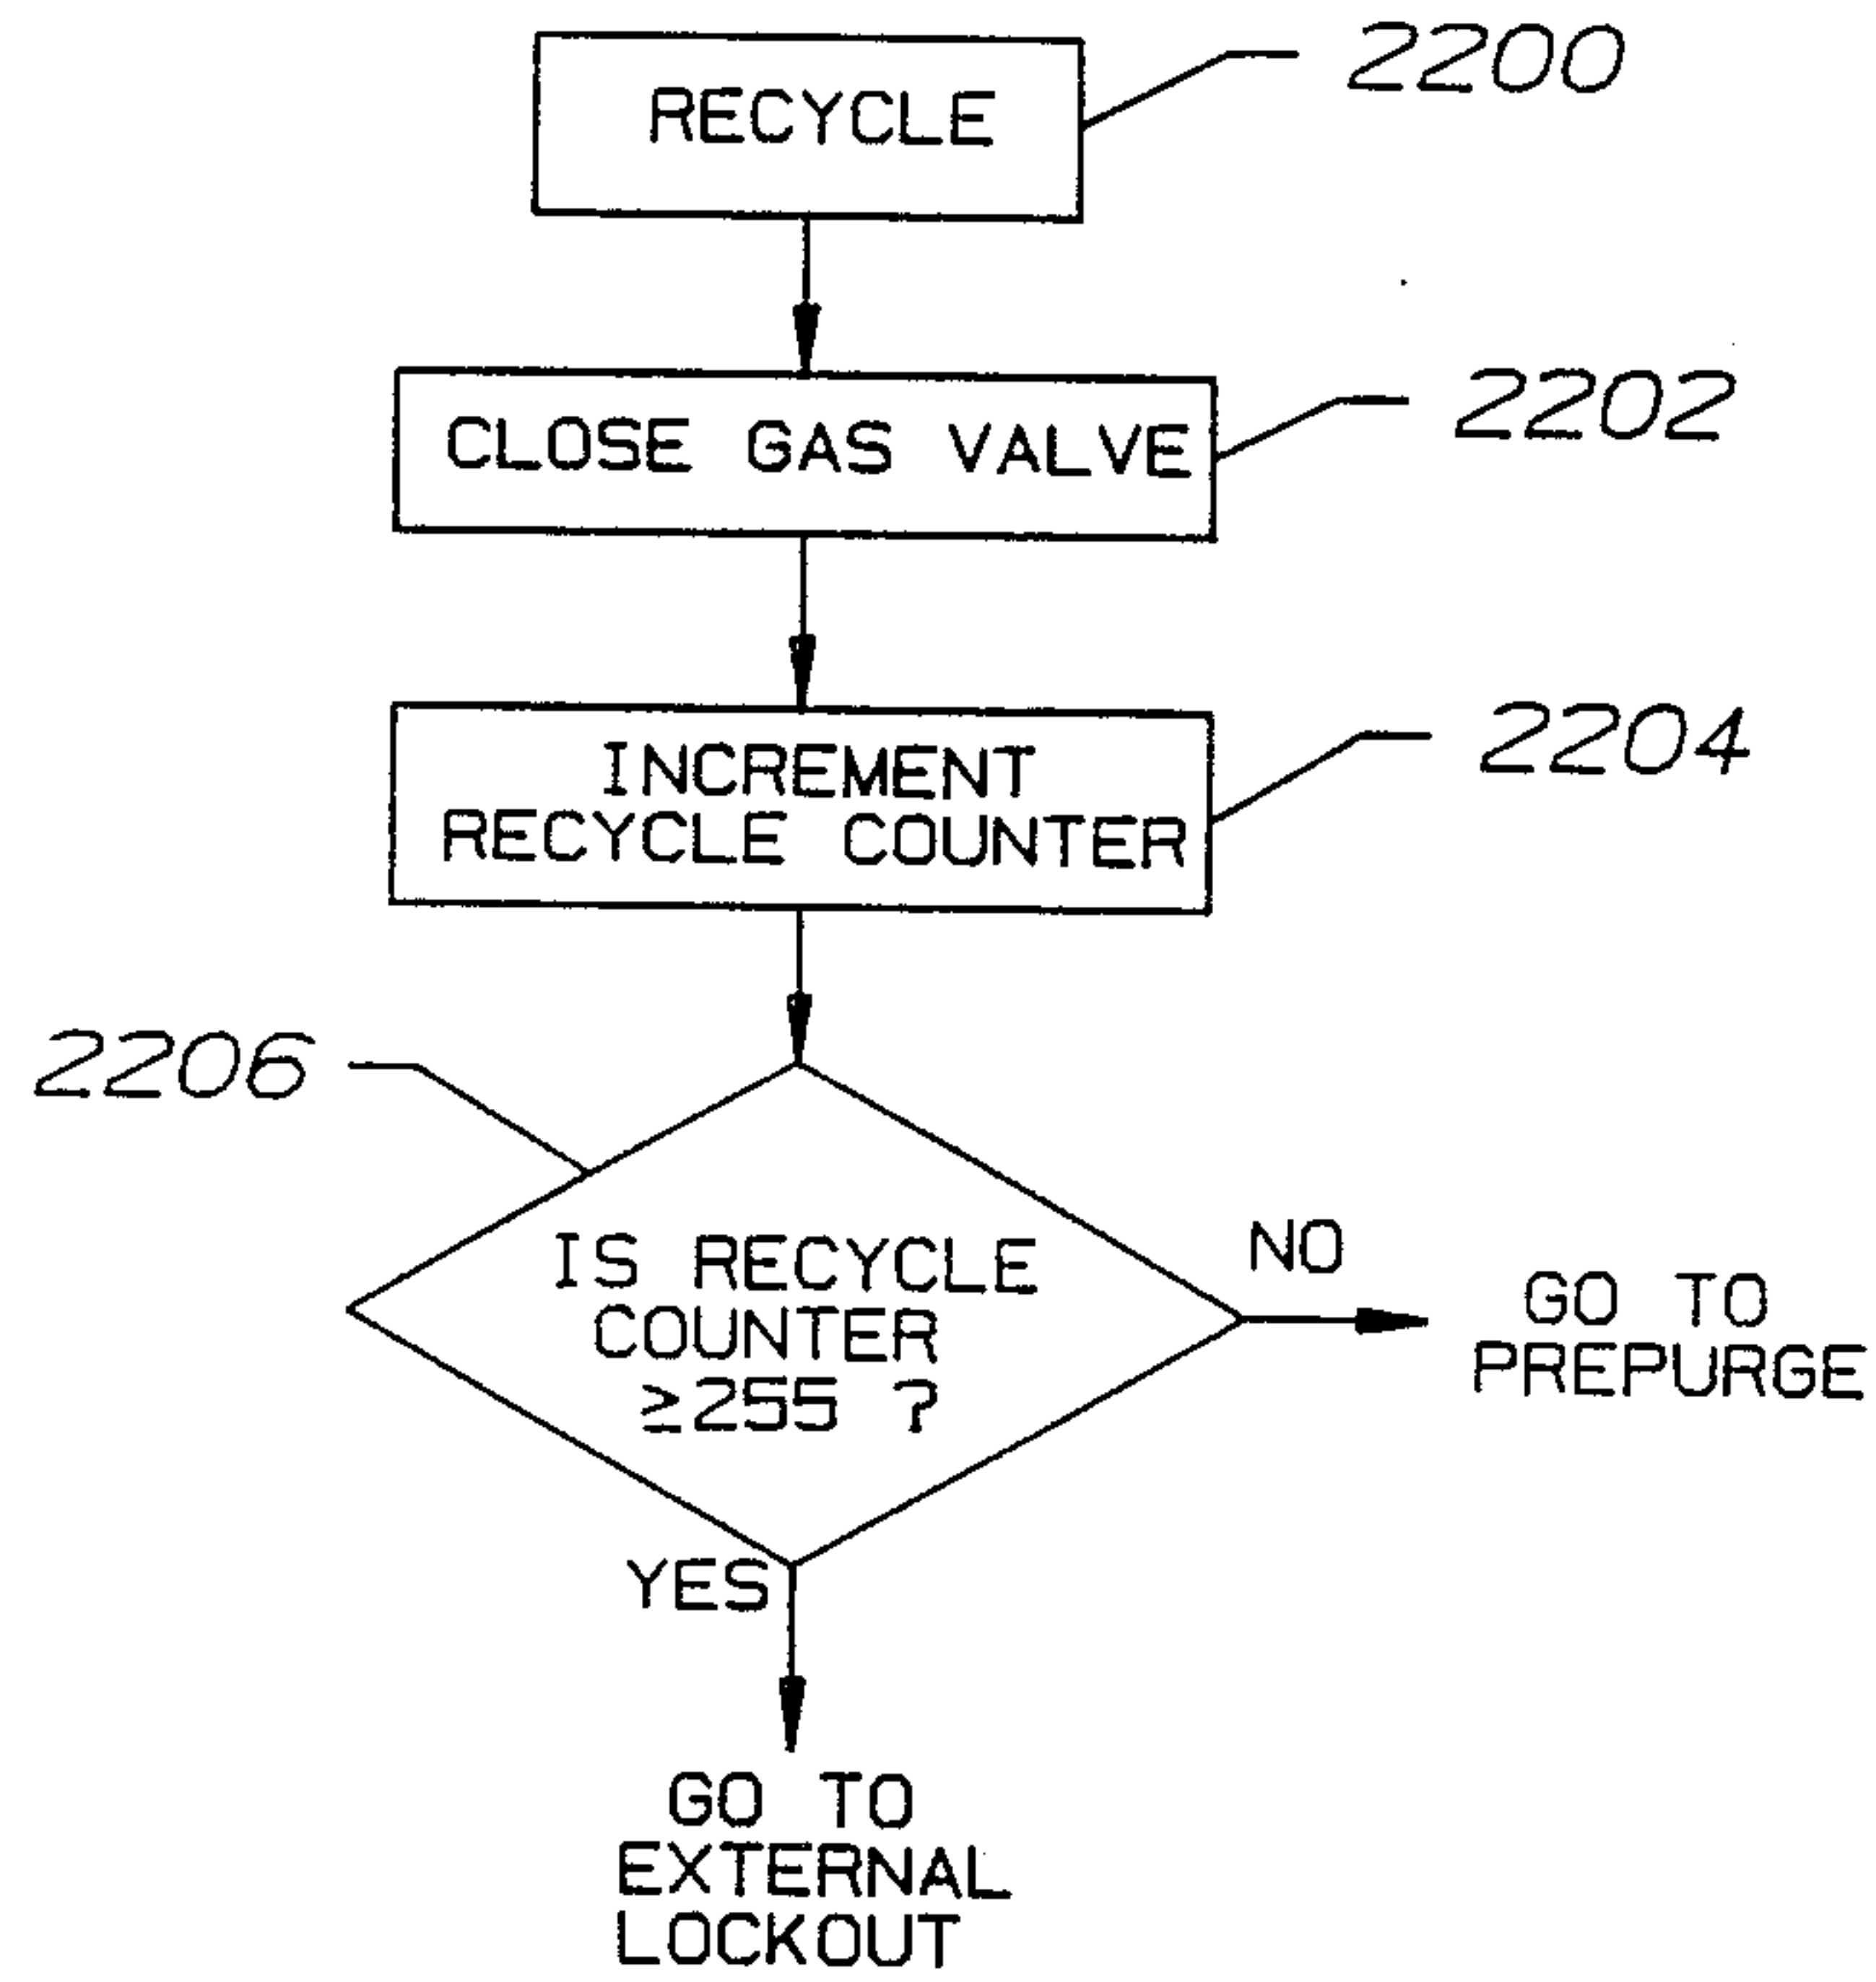 RECYCLE
2200
CLOSE GAS VALVE
2202
INCREMENT
RECYCLE COUNTER
2204
2206
IS RECYCLE
COUNTER
≥255 ?
NO
GO TO
PREPURGE
YES
GO TO
EXTERNAL
LOCKOUT